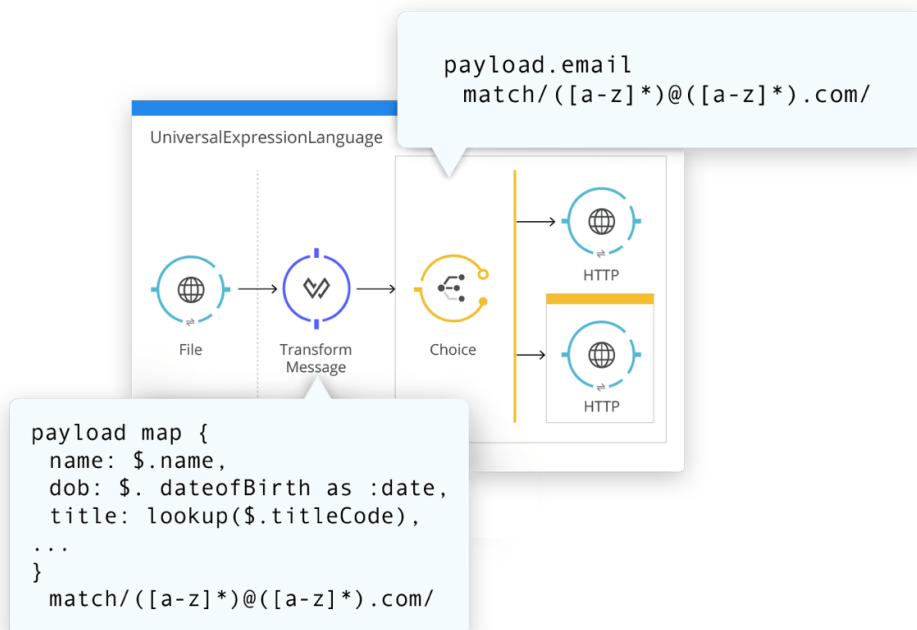 payload.email
match/([a-z]*)@([a-z]*).com/
UniversalExpressionLanguage
File
Transform
Message
Choice
HTTP
HTTP
payload map {
name: $.name,
dob: $. dateofBirth as :date,
title: lookup($.titleCode),
...
}
match/([a-z]*)@([a-z]*).com/